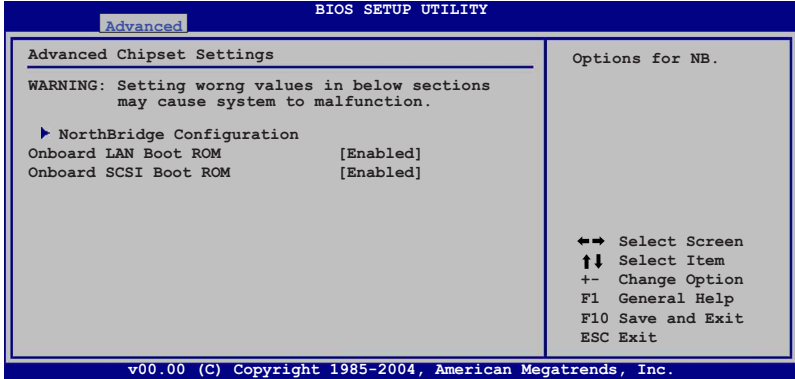 BIOS SETUP UTILITY
Advanced
Advanced Chipset Settings
WARNING: Setting worng values in below sections
may cause system to malfunction.
NorthBridge Configuration
Onboard LAN Boot ROM [Enabled]
Onboard SCSI Boot ROM [Enabled]
Options for NB.
←→ Select Screen
↑↓ Select Item
+- Change Option
F1 General Help
F10 Save and Exit
ESC Exit
v00.00 (C) Copyright 1985-2004, American Megatrends, Inc.